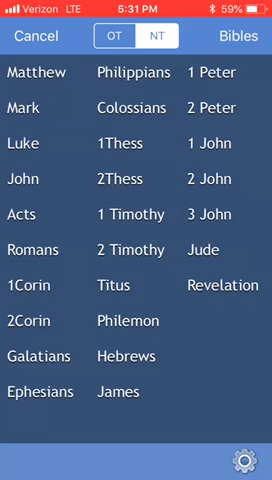 Verizon LTE 5:31 PM 59%
Cancel OT NT Bibles
Matthew Philippians 1 Peter
Mark Colossians 2 Peter
Luke 1Thess 1 John
John 2Thess 2 John
Acts 1 Timothy 3 John
Romans 2 Timothy Jude
1Corin Titus Revelation
2Corin Philemon
Galatians Hebrews
Ephesians James